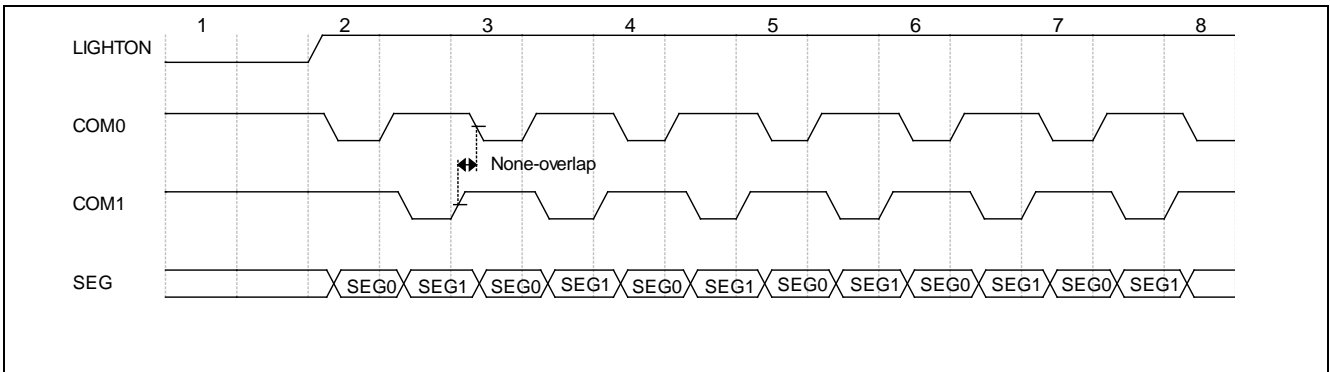 1 2 3 4 5 6 7 8
LIGHTON
COM0
None-overlap
COM1
SEG SEG0 SEG1 SEG0 SEG1 SEG0 SEG1 SEG0 SEG1 SEG0 SEG1 SEG0 SEG1